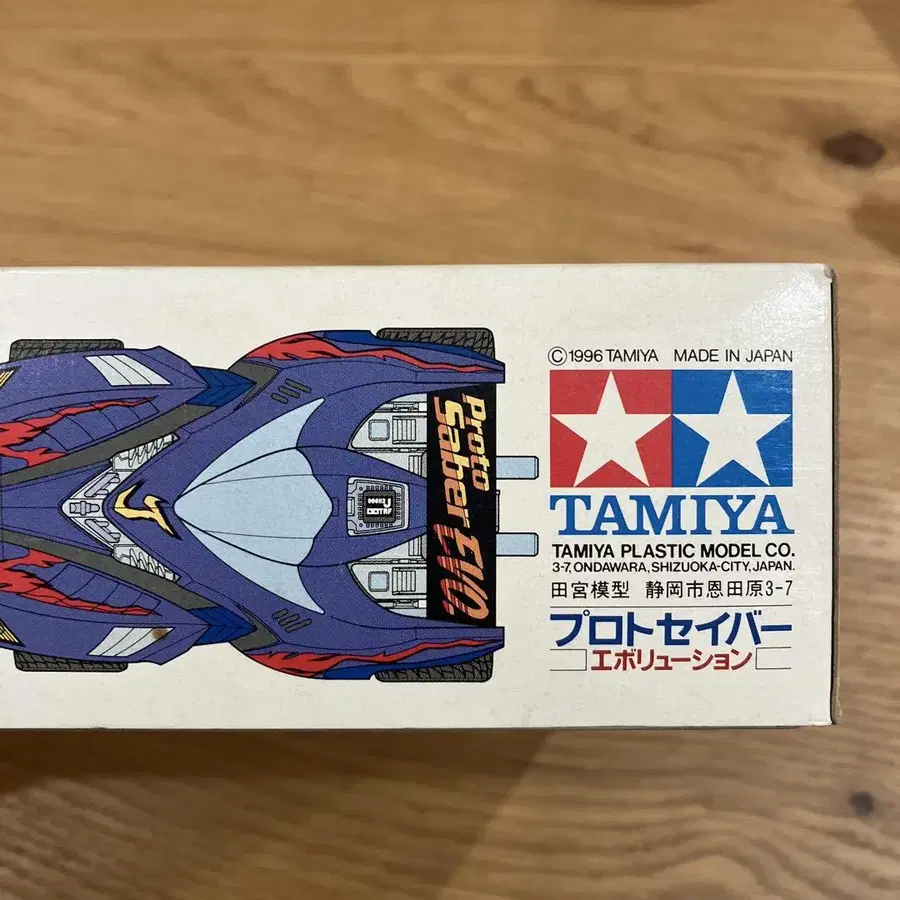 Proto
Saber EVO.
© 1996 TAMIYA MADE IN JAPAN
TAMIYA
TAMIYA PLASTIC MODEL CO.
3-7, ONDAWARA, SHIZUOKA-CITY, JAPAN.
田宮模型 静岡市恩田原3-7
プロトセイバー
エボリューション